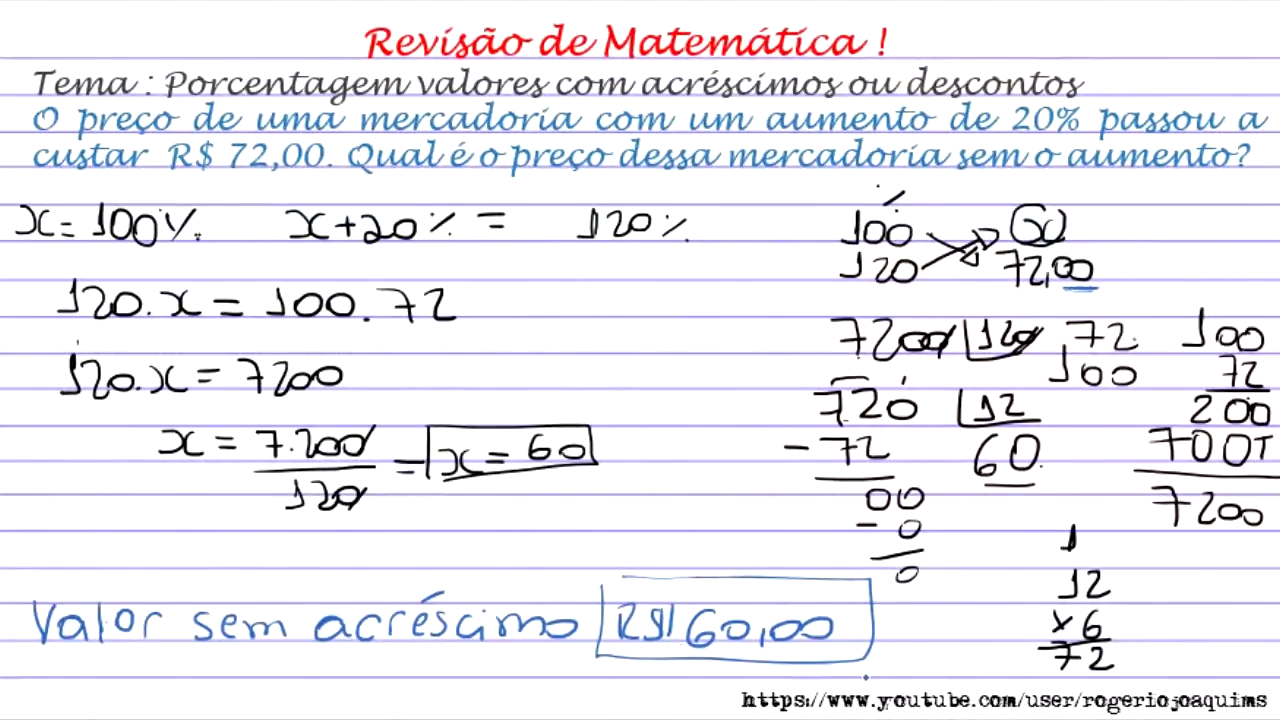 Revisão de Matemática !
Tema : Porcentagem valores com acréscimos ou descontos
O preço de uma mercadoria com um aumento de 20% passou a
custar R$ 72,00. Qual é o preço dessa mercadoria sem o aumento?
x = 100% x + 20% = 120%
120.x = 100.72
120.x = 7200
x = 7.200
120
= x = 60
100 60
120 72,00
7200 120
720 12
- 72 60
00
- 0
0
72
100
100
72
200
700+
7200
1
12
x 6
72
Valor sem acréscimo R$ 60,00
https://www.youtube.com/user/rogeriojoaquims